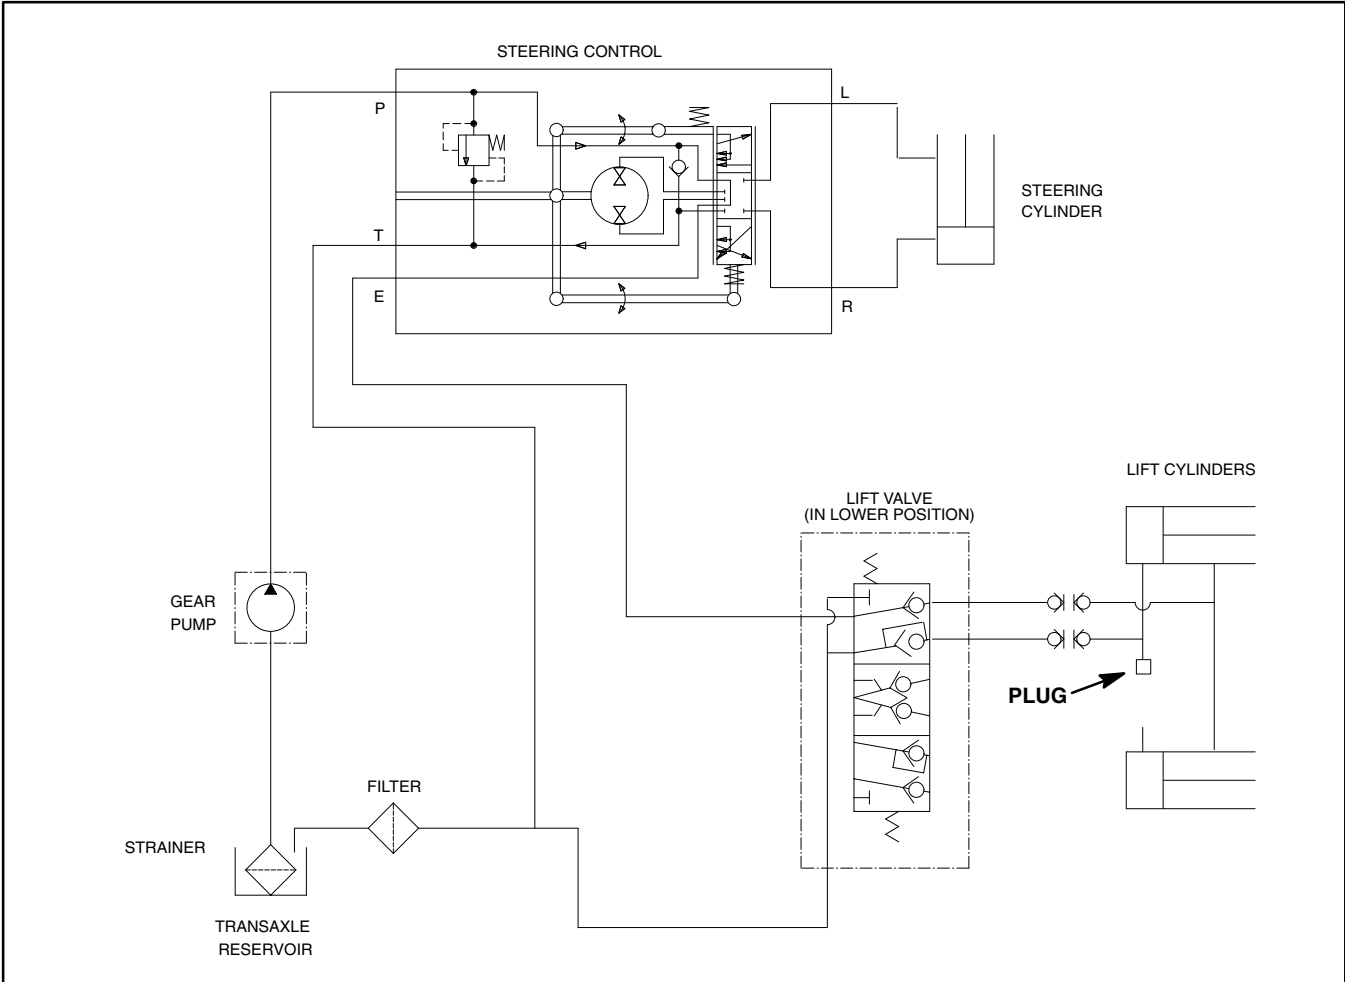 STEERING CONTROL
P
L
STEERING
CYLINDER
T
E
R
LIFT CYLINDERS
LIFT VALVE
(IN LOWER POSITION)
GEAR
PUMP
PLUG
FILTER
STRAINER
TRANSAXLE
RESERVOIR